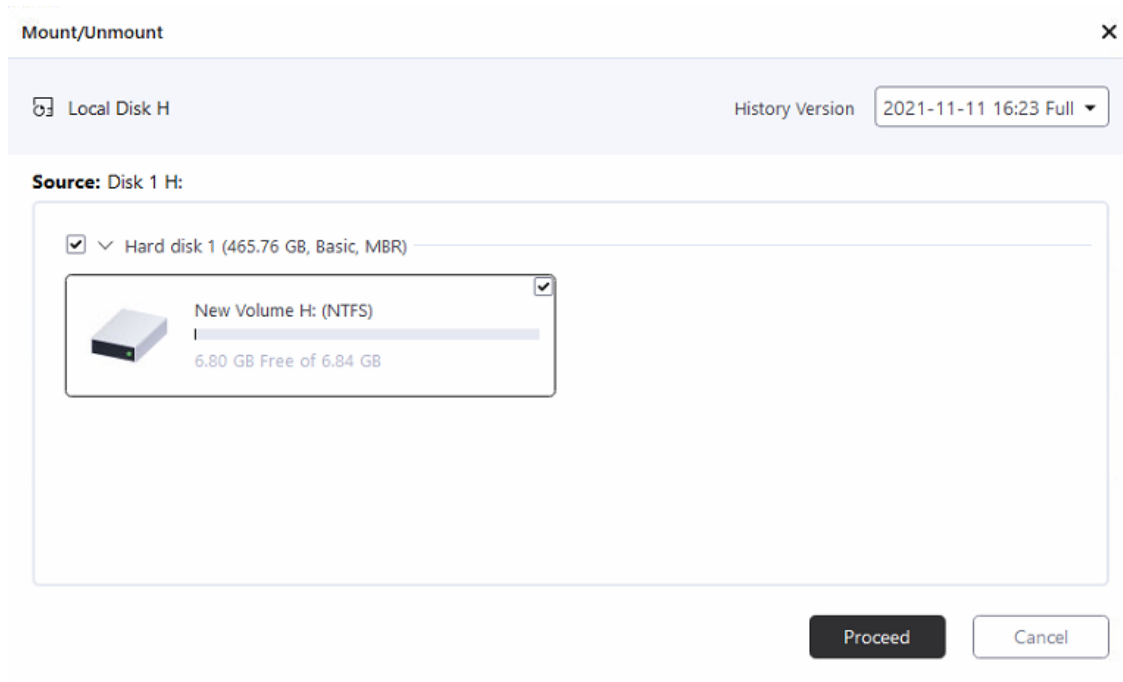 Mount/Unmount
Local Disk H
History Version
2021-11-11 16:23 Full
Source: Disk 1 H:
Hard disk 1 (465.76 GB, Basic, MBR)
New Volume H: (NTFS)
6.80 GB Free of 6.84 GB
Proceed
Cancel